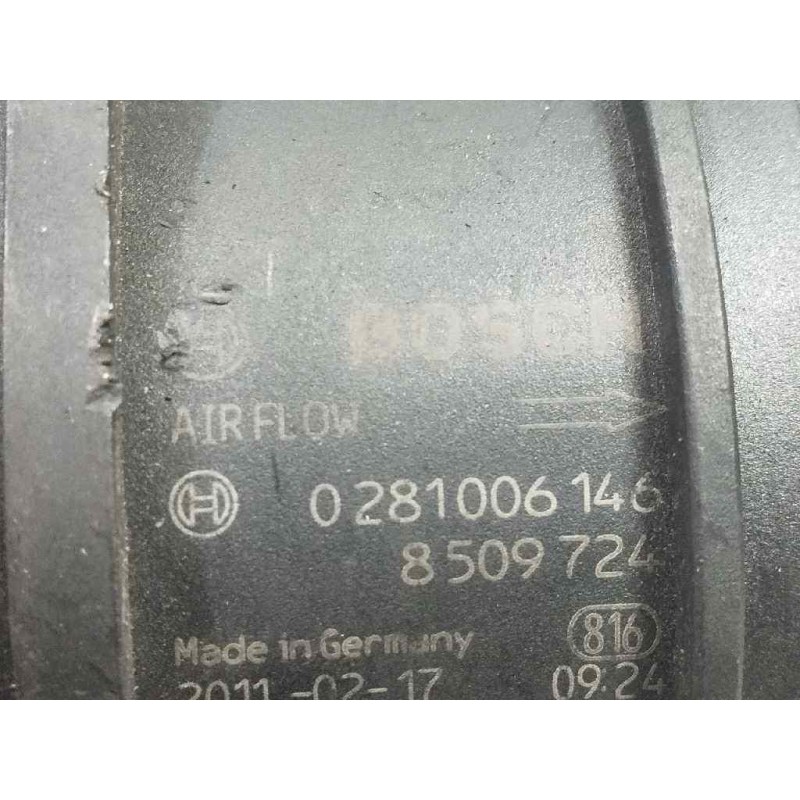 BOSCH
AIR FLOW
0 281 006 146
8 509 724
Made in Germany 816
2011-02-17 09:24